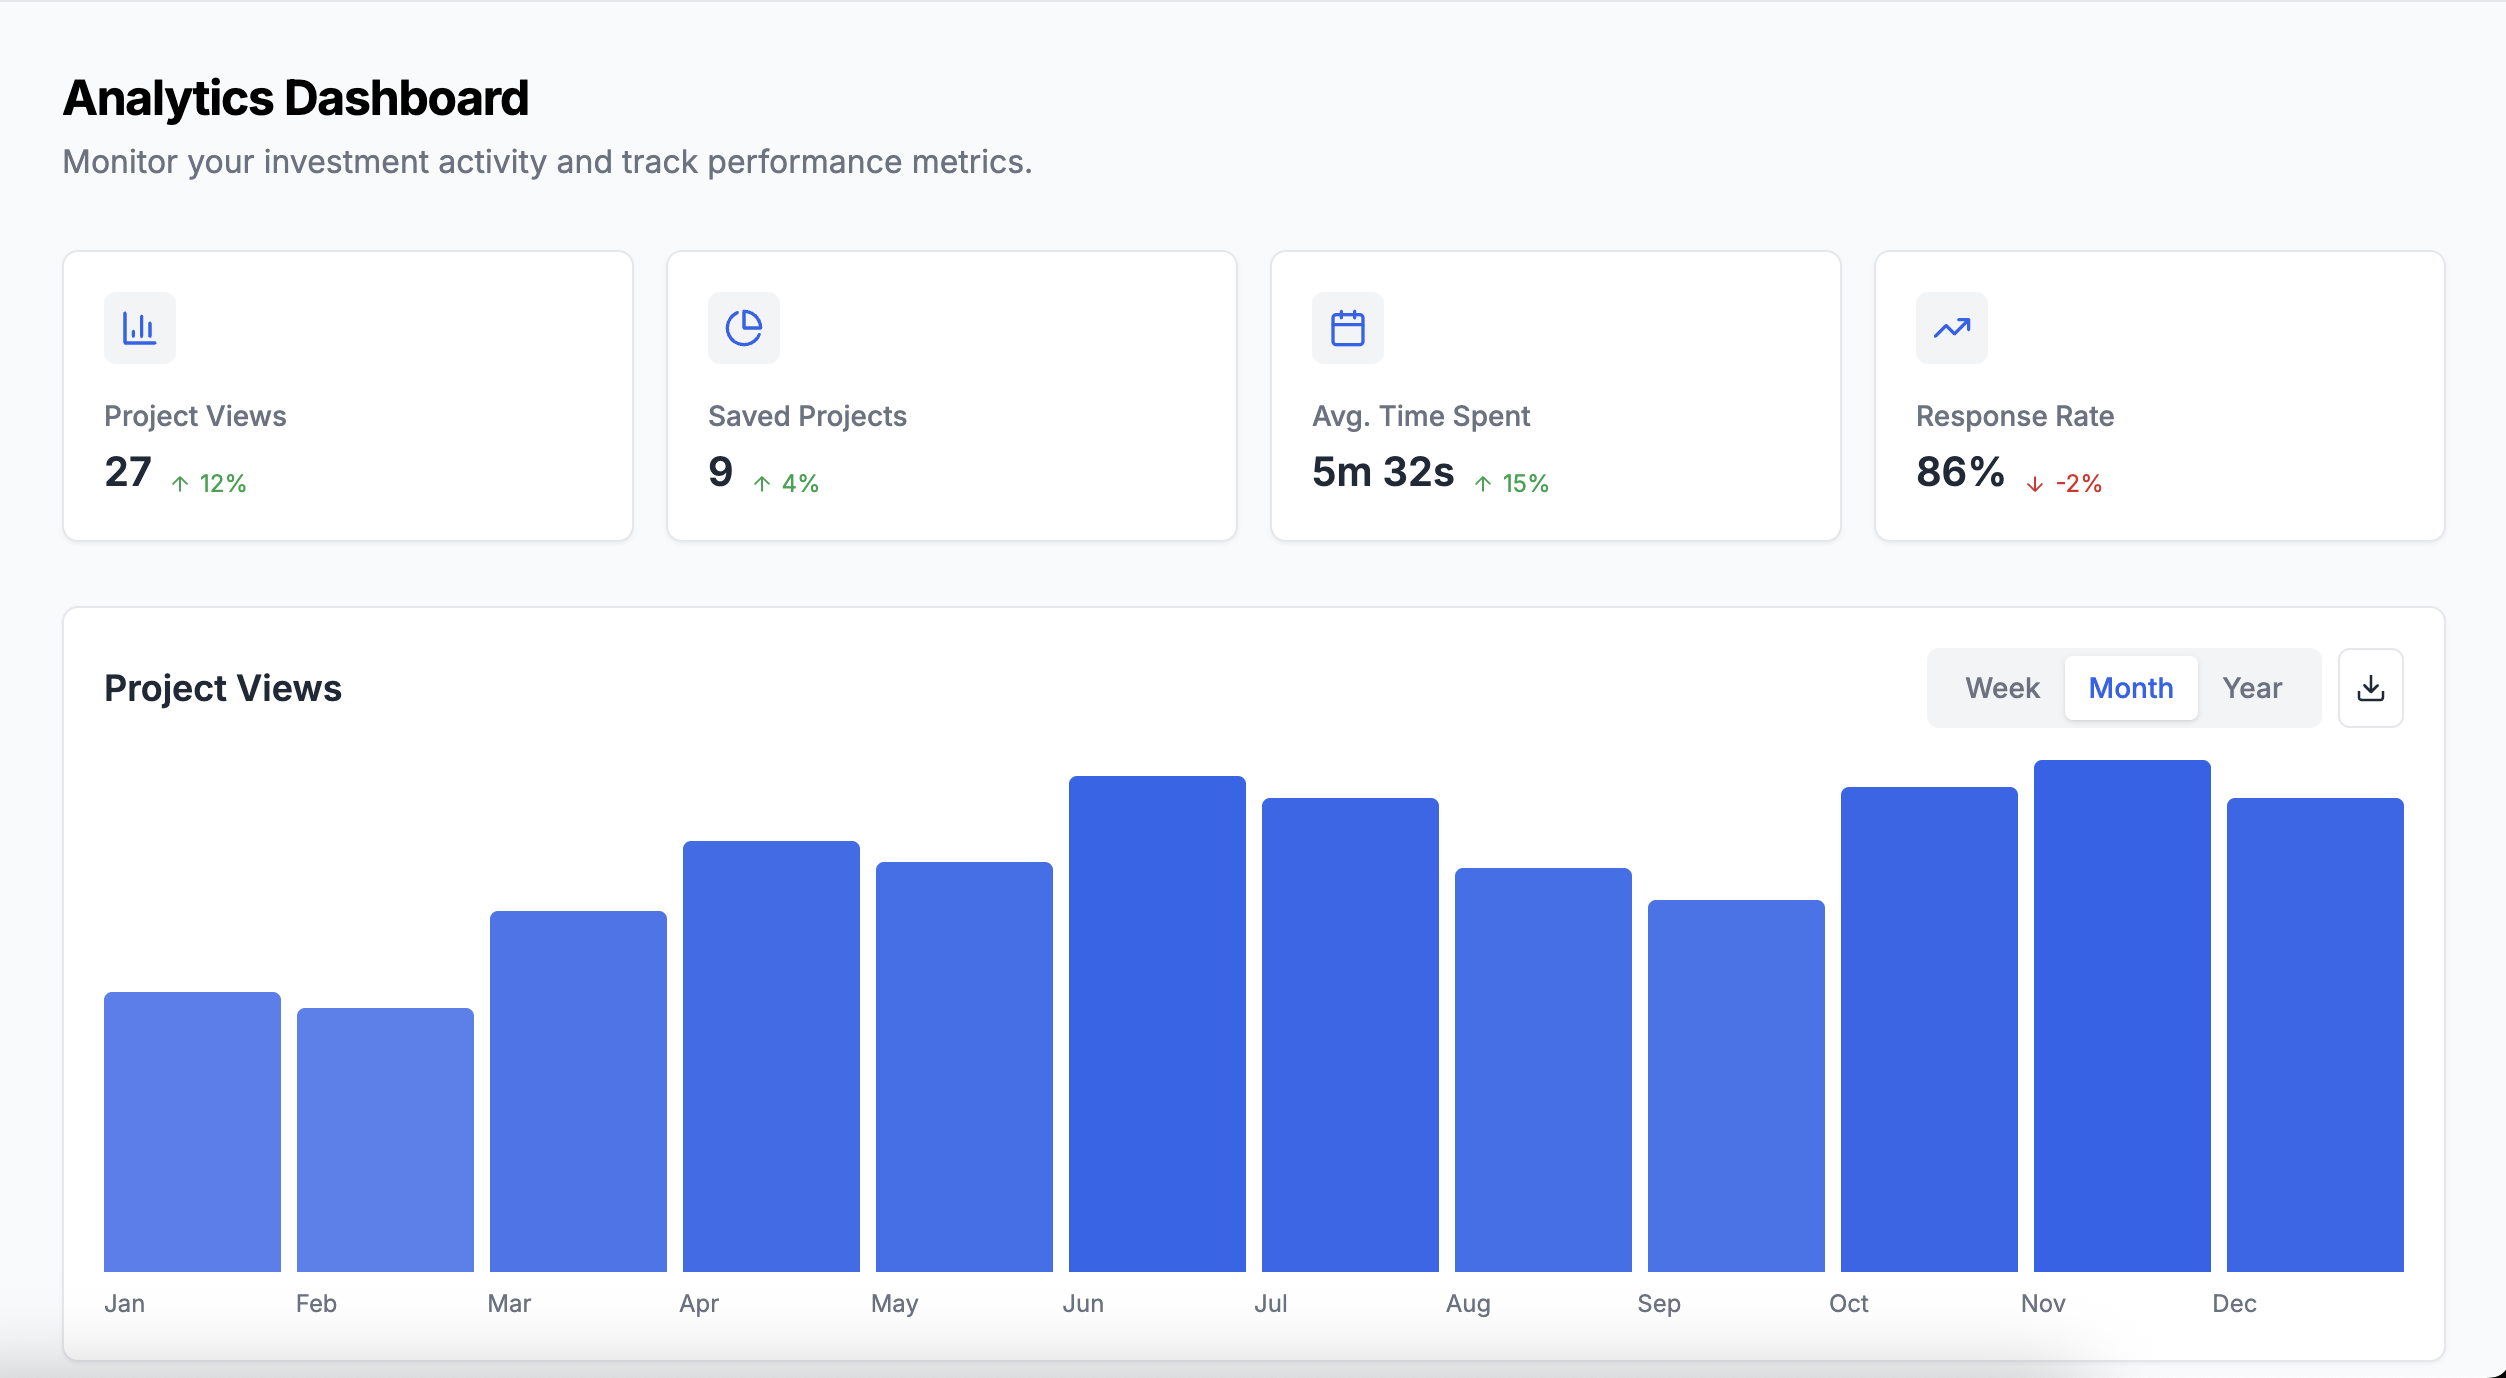 Analytics Dashboard
Monitor your investment activity and track performance metrics.
Project Views
27 ↑ 12%
Saved Projects
9 ↑ 4%
Avg. Time Spent
5m 32s ↑ 15%
Response Rate
86% ↓ -2%
Project Views
Week Month Year
Jan Feb Mar Apr May Jun Jul Aug Sep Oct Nov Dec